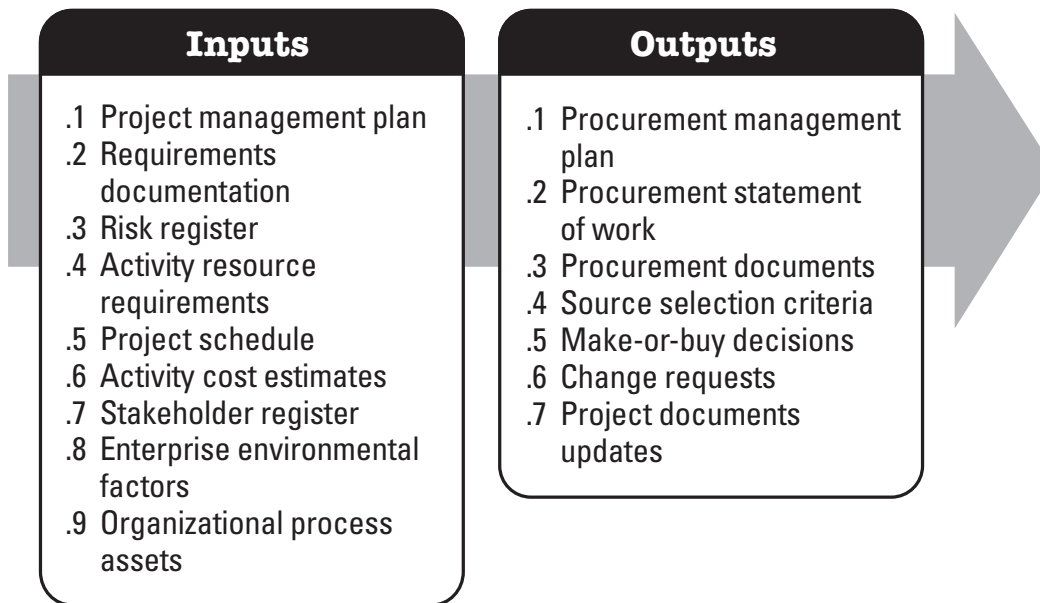 Inputs
.1 Project management plan
.2 Requirements
documentation
.3 Risk register
.4 Activity resource
requirements
.5 Project schedule
.6 Activity cost estimates
.7 Stakeholder register
.8 Enterprise environmental
factors
.9 Organizational process
assets
Outputs
.1 Procurement management
plan
.2 Procurement statement
of work
.3 Procurement documents
.4 Source selection criteria
.5 Make-or-buy decisions
.6 Change requests
.7 Project documents
updates